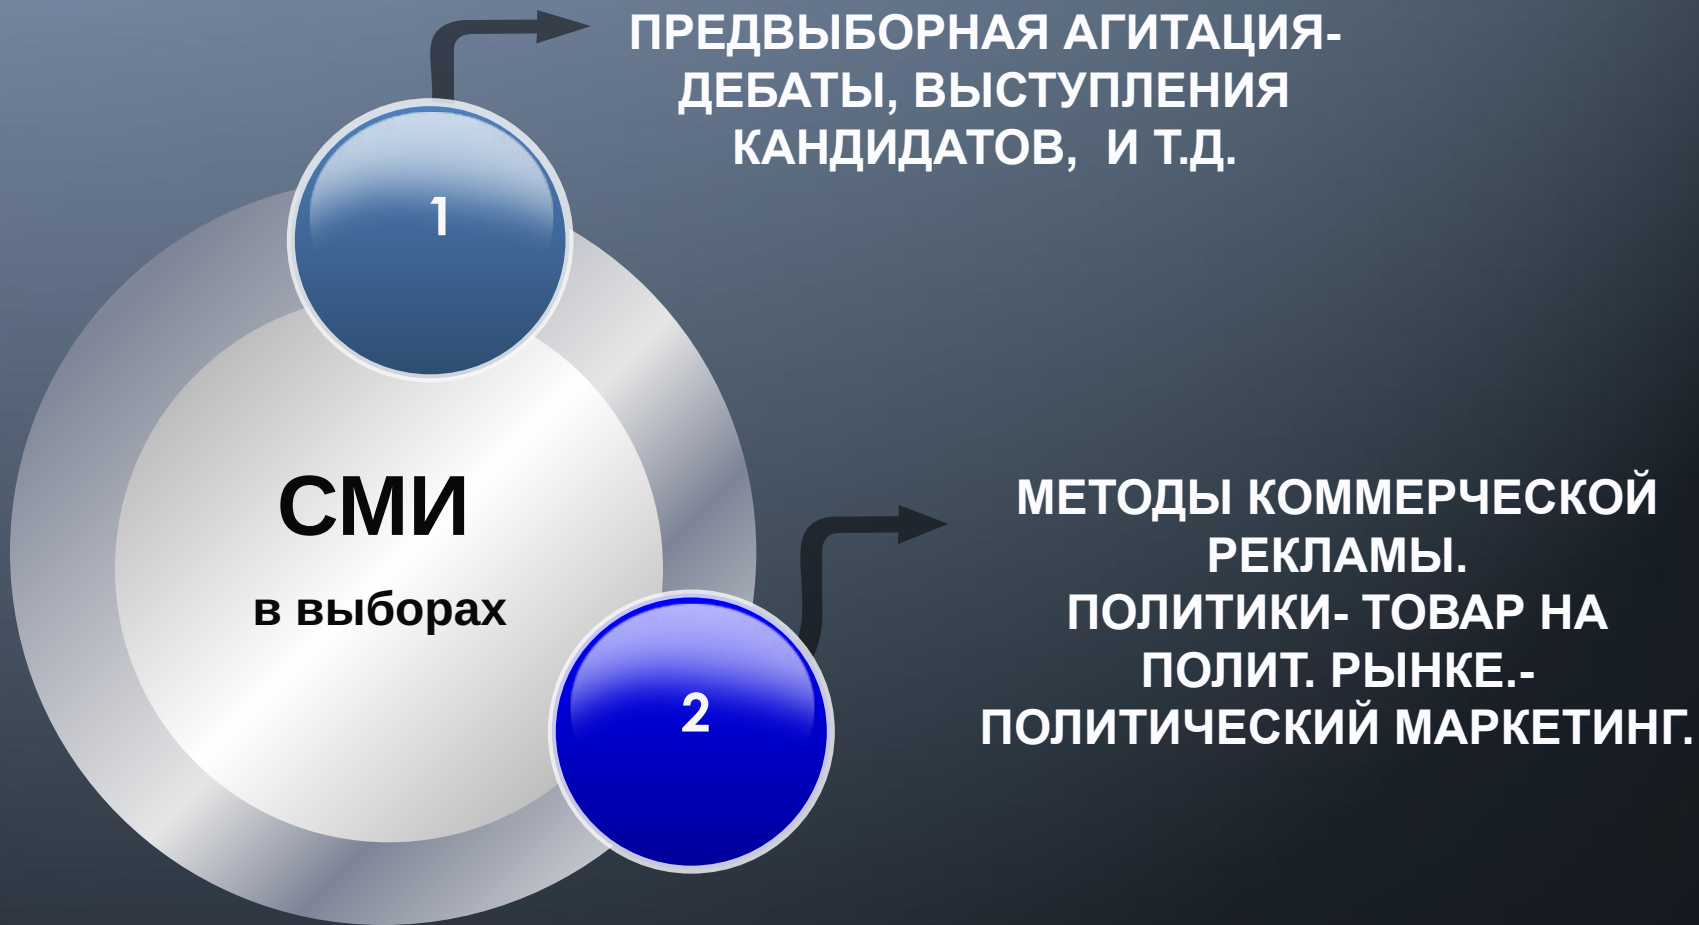 ПРЕДВЫБОРНАЯ АГИТАЦИЯ-
ДЕБАТЫ, ВЫСТУПЛЕНИЯ
КАНДИДАТОВ, И Т.Д.
1
СМИ
в выборах
МЕТОДЫ КОММЕРЧЕСКОЙ
РЕКЛАМЫ.
ПОЛИТИКИ- ТОВАР НА
ПОЛИТ. РЫНКЕ.-
ПОЛИТИЧЕСКИЙ МАРКЕТИНГ.
2